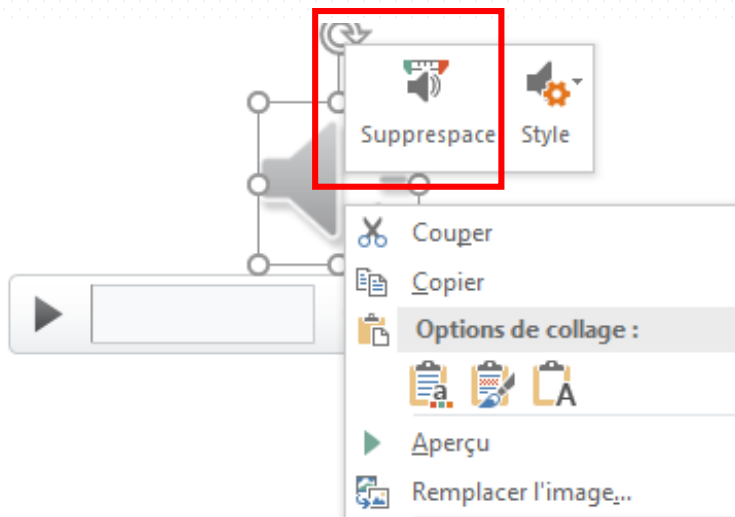 Supprespace
Style
Couper
Copier
Options de collage :
Aperçu
Remplacer l'image...